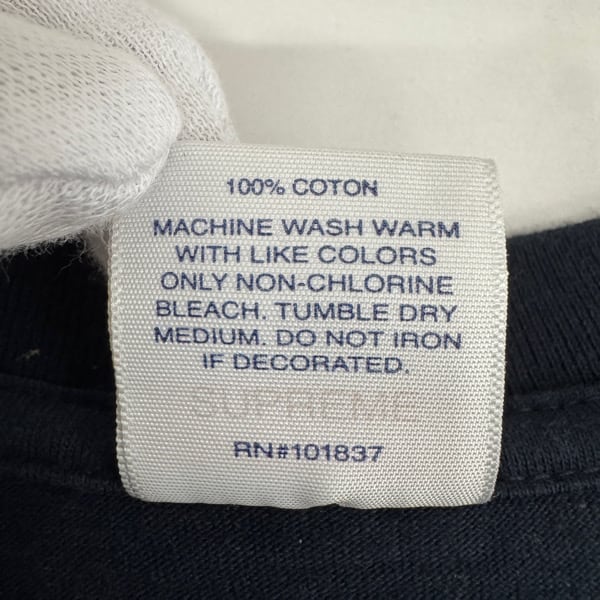 100% COTON
MACHINE WASH WARM
WITH LIKE COLORS
ONLY NON-CHLORINE
BLEACH. TUMBLE DRY
MEDIUM. DO NOT IRON
IF DECORATED.
SUPREME
RN#101837